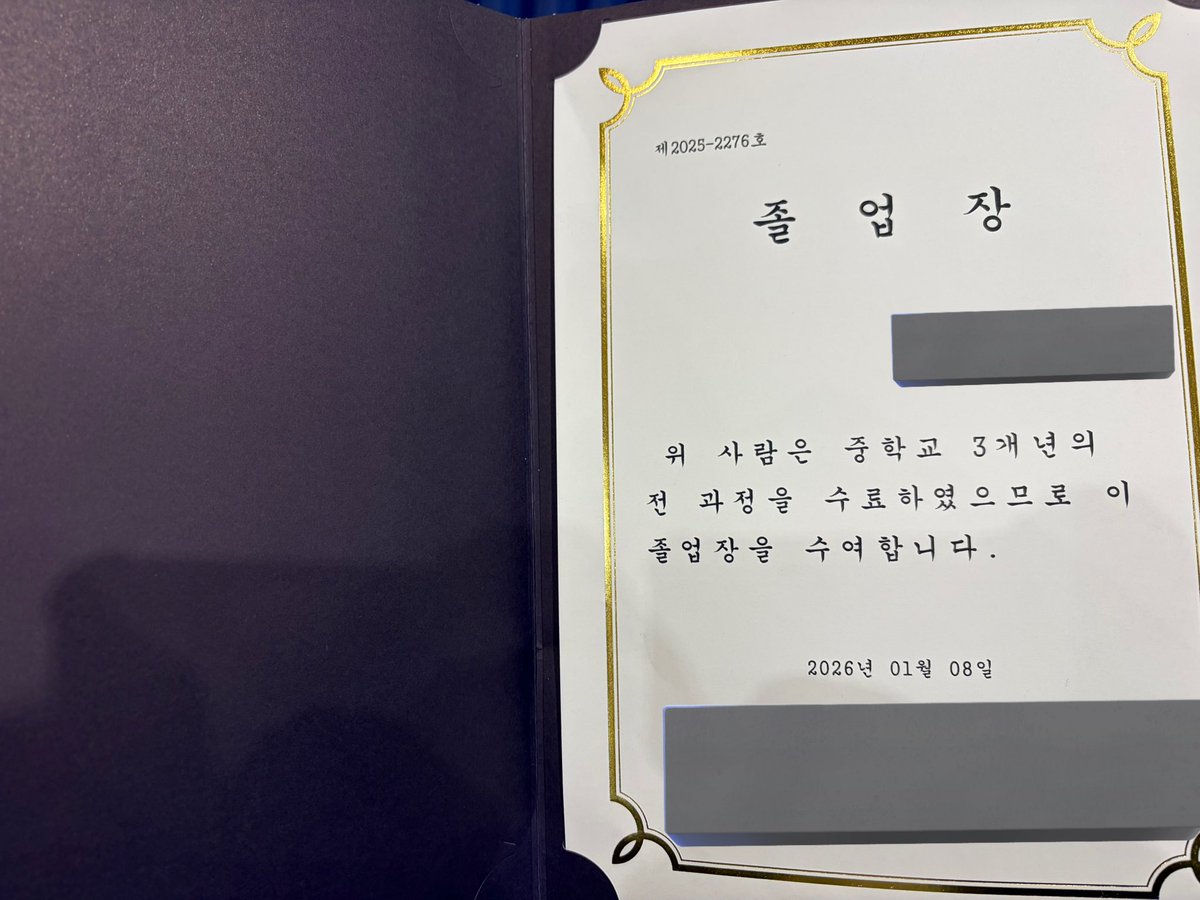 제2025-2276호
졸 업 장
위 사람은 중학교 3개년의
전 과정을 수료하였으므로 이
졸업장을 수여합니다.
2026년 01월 08일